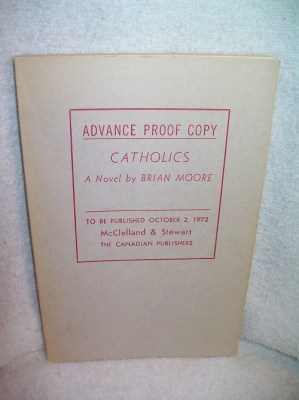 ADVANCE PROOF COPY
CATHOLICS
A Novel by BRIAN MOORE
TO BE PUBLISHED OCTOBER 2, 1972
McClelland & Stewart
THE CANADIAN PUBLISHERS